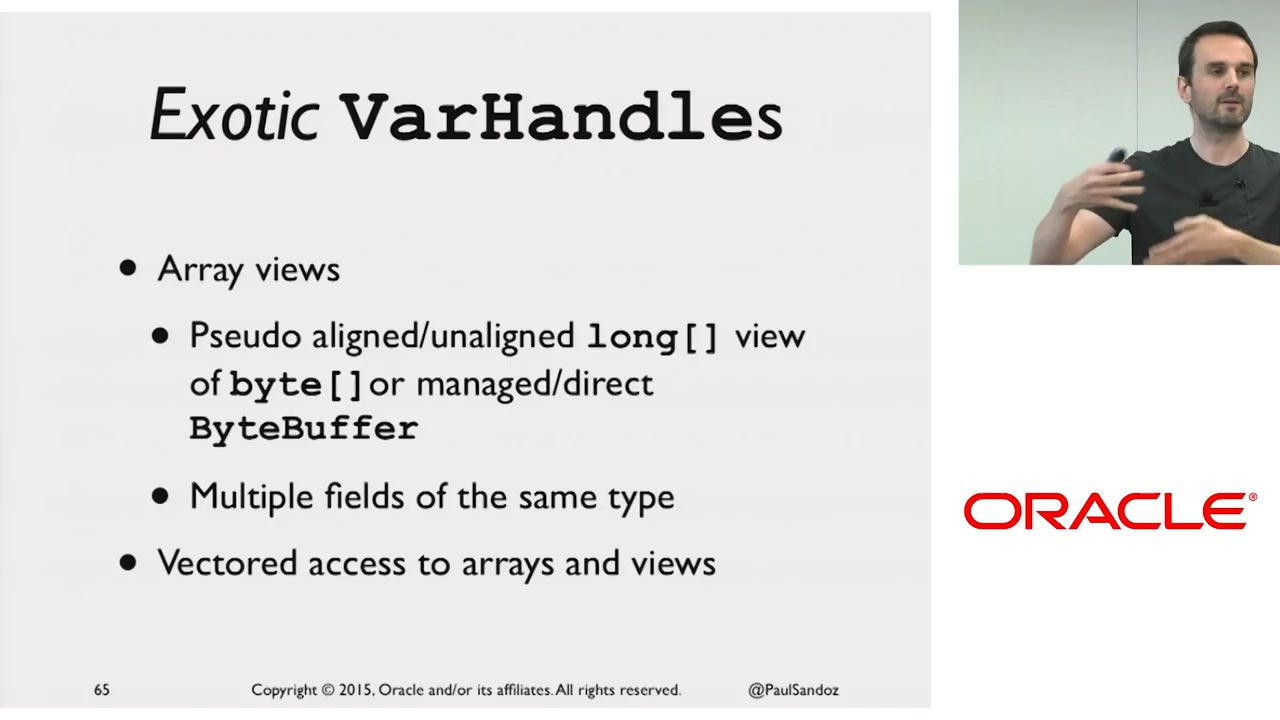 Exotic VarHandles
• Array views
• Pseudo aligned/unaligned long[] view
of byte[]or managed/direct
ByteBuffer
• Multiple fields of the same type
• Vectored access to arrays and views
65 Copyright © 2015, Oracle and/or its affiliates. All rights reserved. @PaulSandoz
ORACLE®